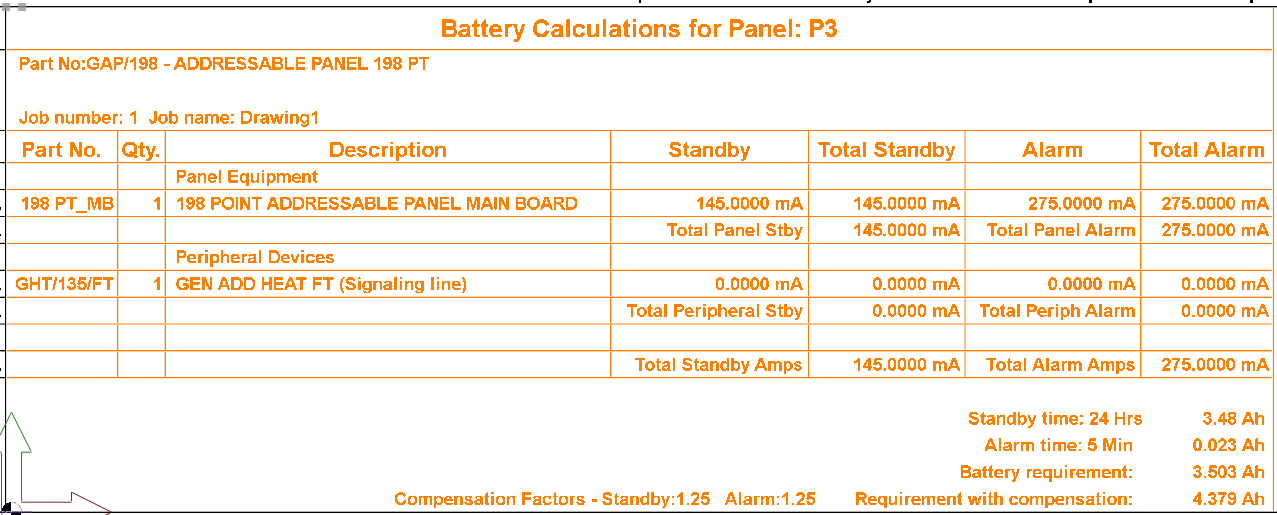 Battery Calculations for Panel: P3
Part No:GAP/198 - ADDRESSABLE PANEL 198 PT
Job number: 1 Job name: Drawing1
Part No. Qty. Description Standby Total Standby Alarm Total Alarm
Panel Equipment
198 PT_MB 1 198 POINT ADDRESSABLE PANEL MAIN BOARD 145.0000 mA 145.0000 mA 275.0000 mA 275.0000 mA
Total Panel Stby 145.0000 mA Total Panel Alarm 275.0000 mA
Peripheral Devices
GHT/135/FT 1 GEN ADD HEAT FT (Signaling line) 0.0000 mA 0.0000 mA 0.0000 mA 0.0000 mA
Total Peripheral Stby 0.0000 mA Total Periph Alarm 0.0000 mA
Total Standby Amps 145.0000 mA Total Alarm Amps 275.0000 mA
Standby time: 24 Hrs 3.48 Ah
Alarm time: 5 Min 0.023 Ah
Battery requirement: 3.503 Ah
Compensation Factors - Standby:1.25 Alarm:1.25 Requirement with compensation: 4.379 Ah